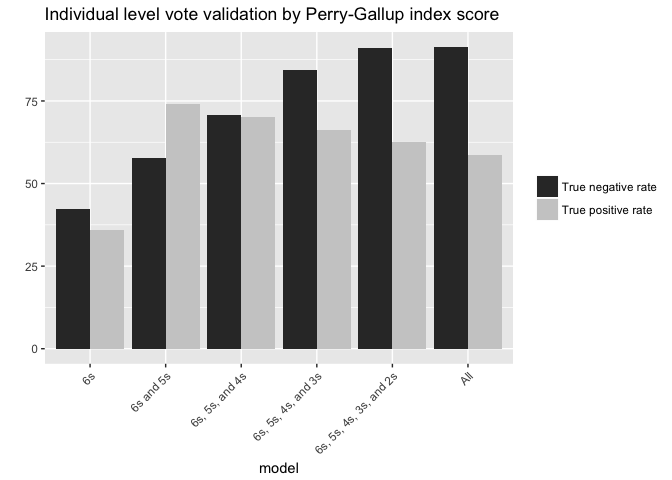 Individual level vote validation by Perry-Gallup index score
75
50
25
0
True negative rate
True positive rate
6s
6s and 5s
6s, 5s, and 4s
6s, 5s, 4s, and 3s
6s, 5s, 4s, 3s, and 2s
All
model